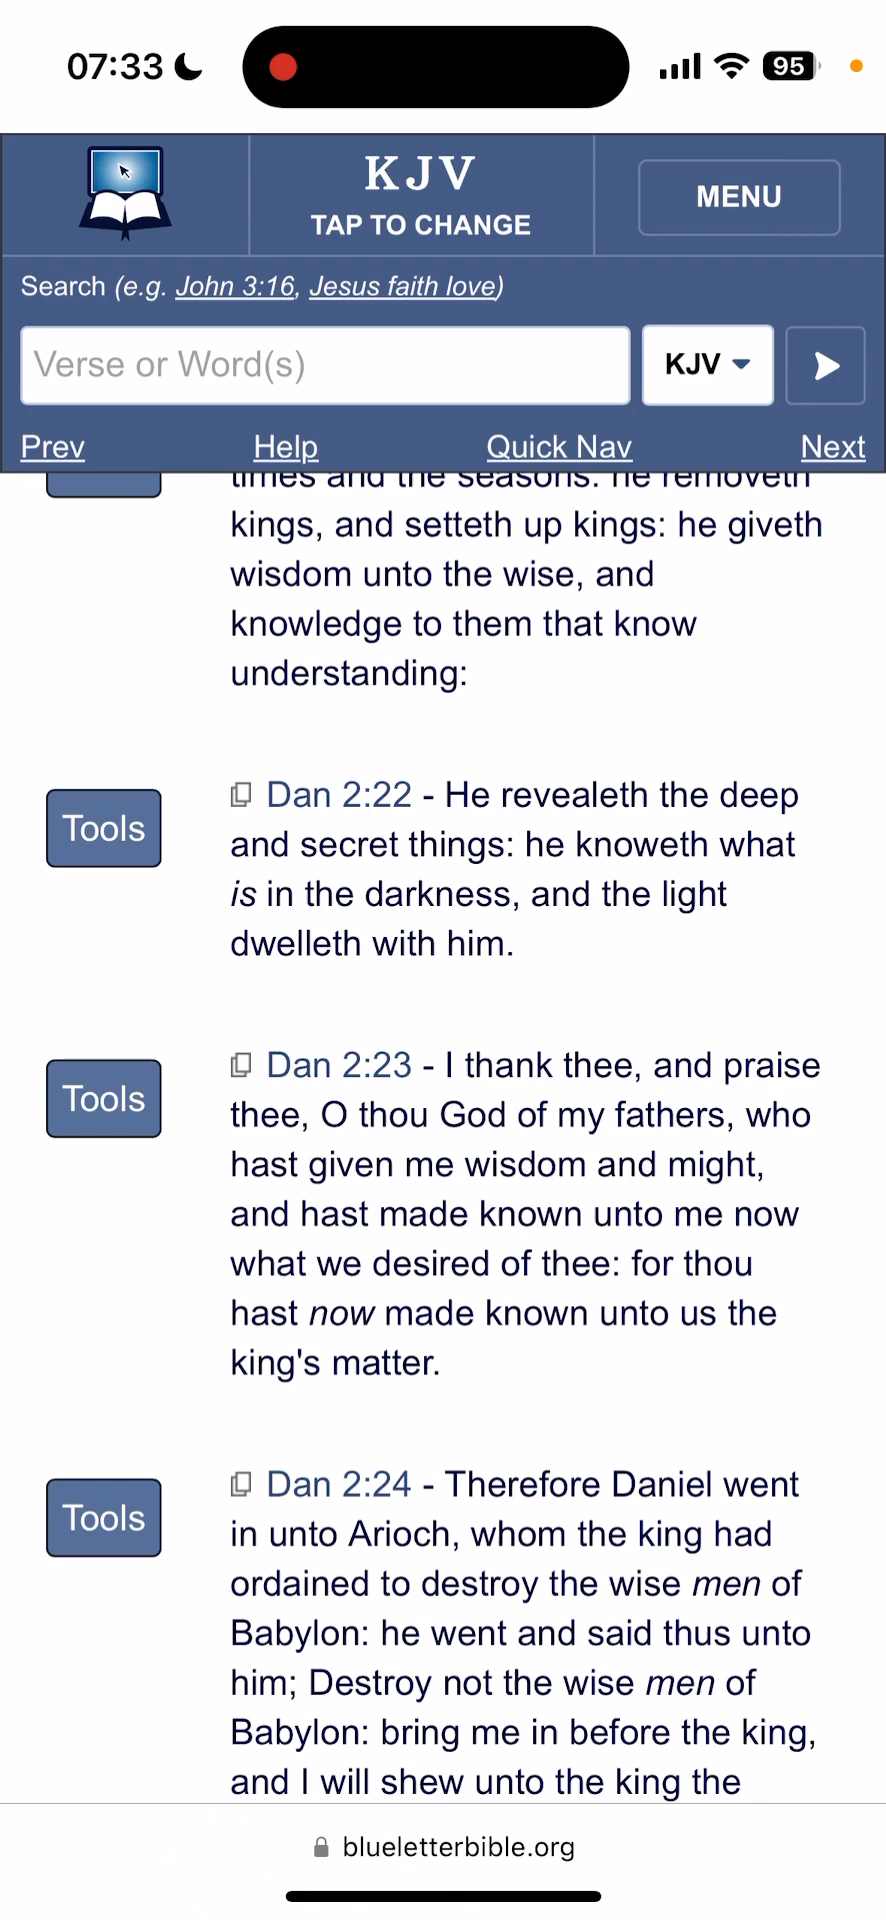 07:33
95
KJV
TAP TO CHANGE
MENU
Search (e.g. John 3:16, Jesus faith love)
Verse or Word(s)
KJV
Prev Help Quick Nav Next
times and the seasons: he removeth
kings, and setteth up kings: he giveth
wisdom unto the wise, and
knowledge to them that know
understanding:
Tools
Dan 2:22 - He revealeth the deep
and secret things: he knoweth what
is in the darkness, and the light
dwelleth with him.
Tools
Dan 2:23 - I thank thee, and praise
thee, O thou God of my fathers, who
hast given me wisdom and might,
and hast made known unto me now
what we desired of thee: for thou
hast now made known unto us the
king's matter.
Tools
Dan 2:24 - Therefore Daniel went
in unto Arioch, whom the king had
ordained to destroy the wise men of
Babylon: he went and said thus unto
him; Destroy not the wise men of
Babylon: bring me in before the king,
and I will shew unto the king the
blueletterbible.org